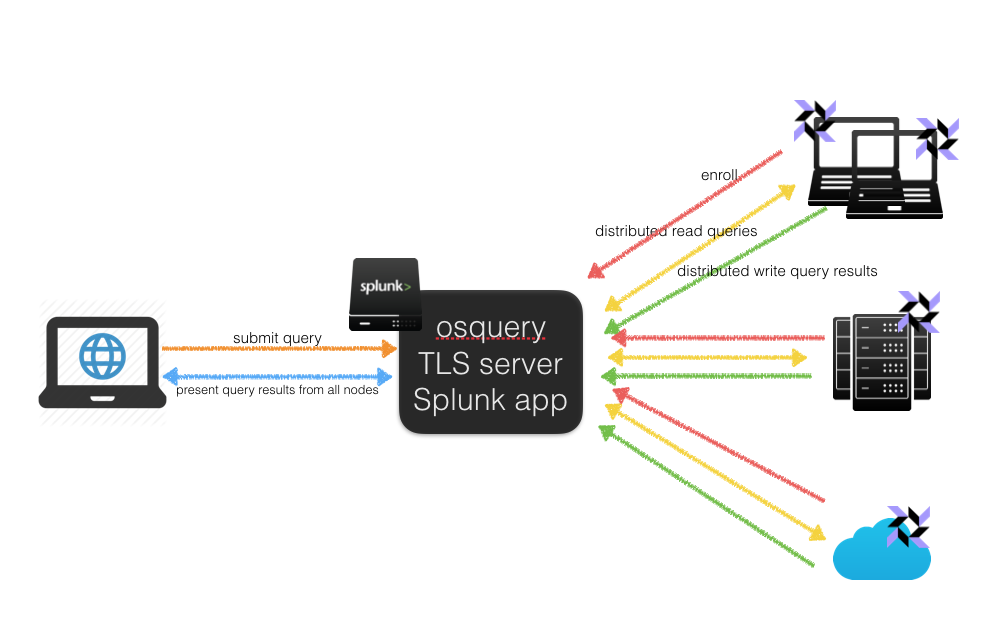 enroll
distributed read queries
distributed write query results
splunk>
osquery
TLS server
Splunk app
submit query
present query results from all nodes